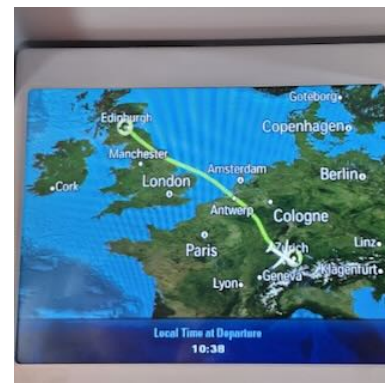 Goteborg
Edinburgh
Copenhagen
Manchester
Amsterdam
Berlin
Cork
London
Antwerp
Cologne
Paris
Zurich
Linz
Lyon
Geneva
Klagenfurt
Local Time at Departure
10:38